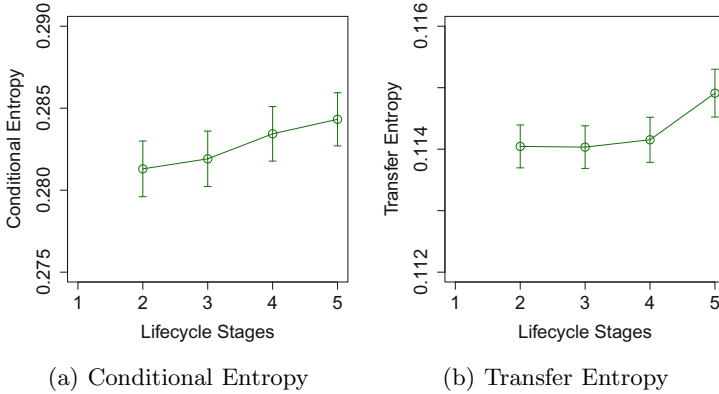 0.290
0.285
0.280
0.275
Conditional Entropy
1 2 3 4 5
Lifecycle Stages
(a) Conditional Entropy
0.116
0.114
0.112
Transfer Entropy
1 2 3 4 5
Lifecycle Stages
(b) Transfer Entropy